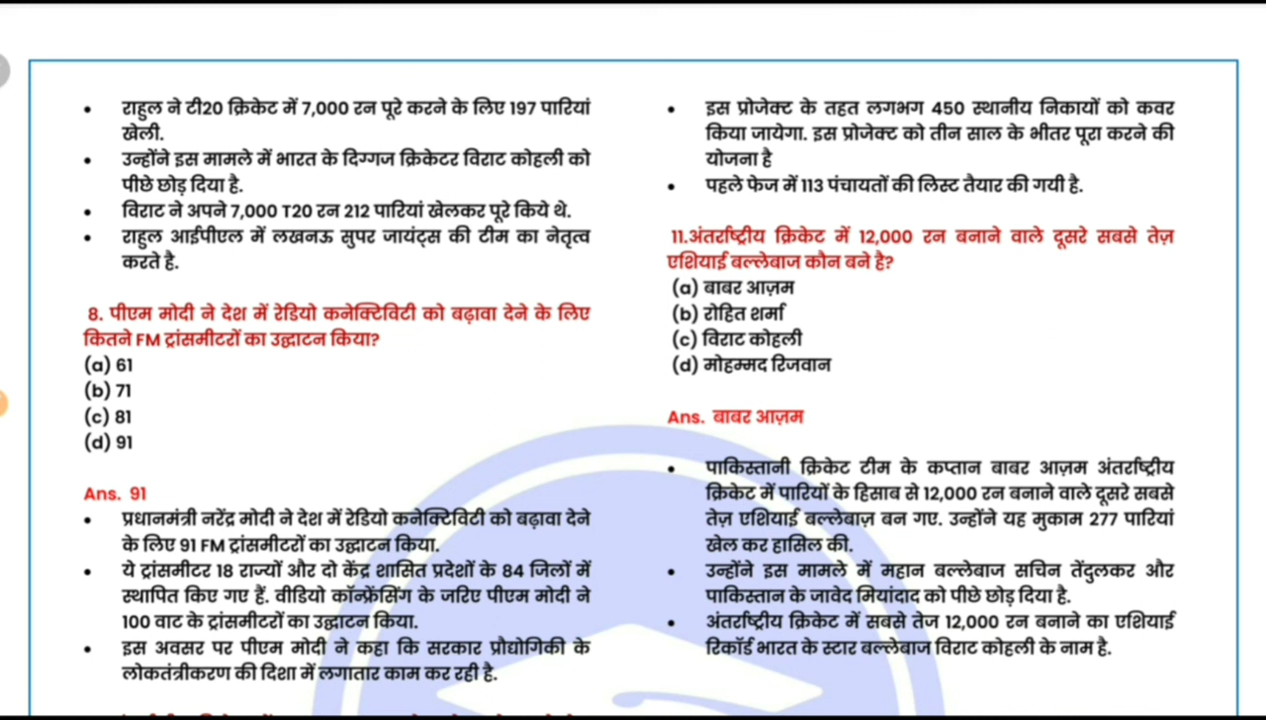 • राहुल ने टी20 क्रिकेट में 7,000 रन पूरे करने के लिए 197 पारियां
खेली.
• उन्होंने इस मामले में भारत के दिग्गज क्रिकेटर विराट कोहली को
पीछे छोड़ दिया है.
• विराट ने अपने 7,000 T20 रन 212 पारियां खेलकर पूरे किये थे.
• राहुल आईपीएल में लखनऊ सुपर जायंट्स की टीम का नेतृत्व
करते है.
8. पीएम मोदी ने देश में रेडियो कनेक्टिविटी को बढ़ावा देने के लिए
कितने FM ट्रांसमीटरों का उद्घाटन किया?
(a) 61
(b) 71
(c) 81
(d) 91
Ans. 91
• प्रधानमंत्री नरेंद्र मोदी ने देश में रेडियो कनेक्टिविटी को बढ़ावा देने
के लिए 91 FM ट्रांसमीटरों का उद्घाटन किया.
• ये ट्रांसमीटर 18 राज्यों और दो केंद्र शासित प्रदेशों के 84 जिलों में
स्थापित किए गए हैं. वीडियो कॉन्फ्रेंसिंग के जरिए पीएम मोदी ने
100 वाट के ट्रांसमीटरों का उद्घाटन किया.
• इस अवसर पर पीएम मोदी ने कहा कि सरकार प्रौद्योगिकी के
लोकतंत्रीकरण की दिशा में लगातार काम कर रही है.
• इस प्रोजेक्ट के तहत लगभग 450 स्थानीय निकायों को कवर
किया जायेगा. इस प्रोजेक्ट को तीन साल के भीतर पूरा करने की
योजना है
• पहले फेज में 113 पंचायतों की लिस्ट तैयार की गयी है.
11.अंतर्राष्ट्रीय क्रिकेट में 12,000 रन बनाने वाले दूसरे सबसे तेज़
एशियाई बल्लेबाज कौन बने है?
(a) बाबर आज़म
(b) रोहित शर्मा
(c) विराट कोहली
(d) मोहम्मद रिजवान
Ans. बाबर आज़म
• पाकिस्तानी क्रिकेट टीम के कप्तान बाबर आज़म अंतर्राष्ट्रीय
क्रिकेट में पारियों के हिसाब से 12,000 रन बनाने वाले दूसरे सबसे
तेज़ एशियाई बल्लेबाज़ बन गए. उन्होंने यह मुकाम 277 पारियां
खेल कर हासिल की.
• उन्होंने इस मामले में महान बल्लेबाज सचिन तेंदुलकर और
पाकिस्तान के जावेद मियांदाद को पीछे छोड़ दिया है.
• अंतर्राष्ट्रीय क्रिकेट में सबसे तेज 12,000 रन बनाने का एशियाई
रिकॉर्ड भारत के स्टार बल्लेबाज विराट कोहली के नाम है.